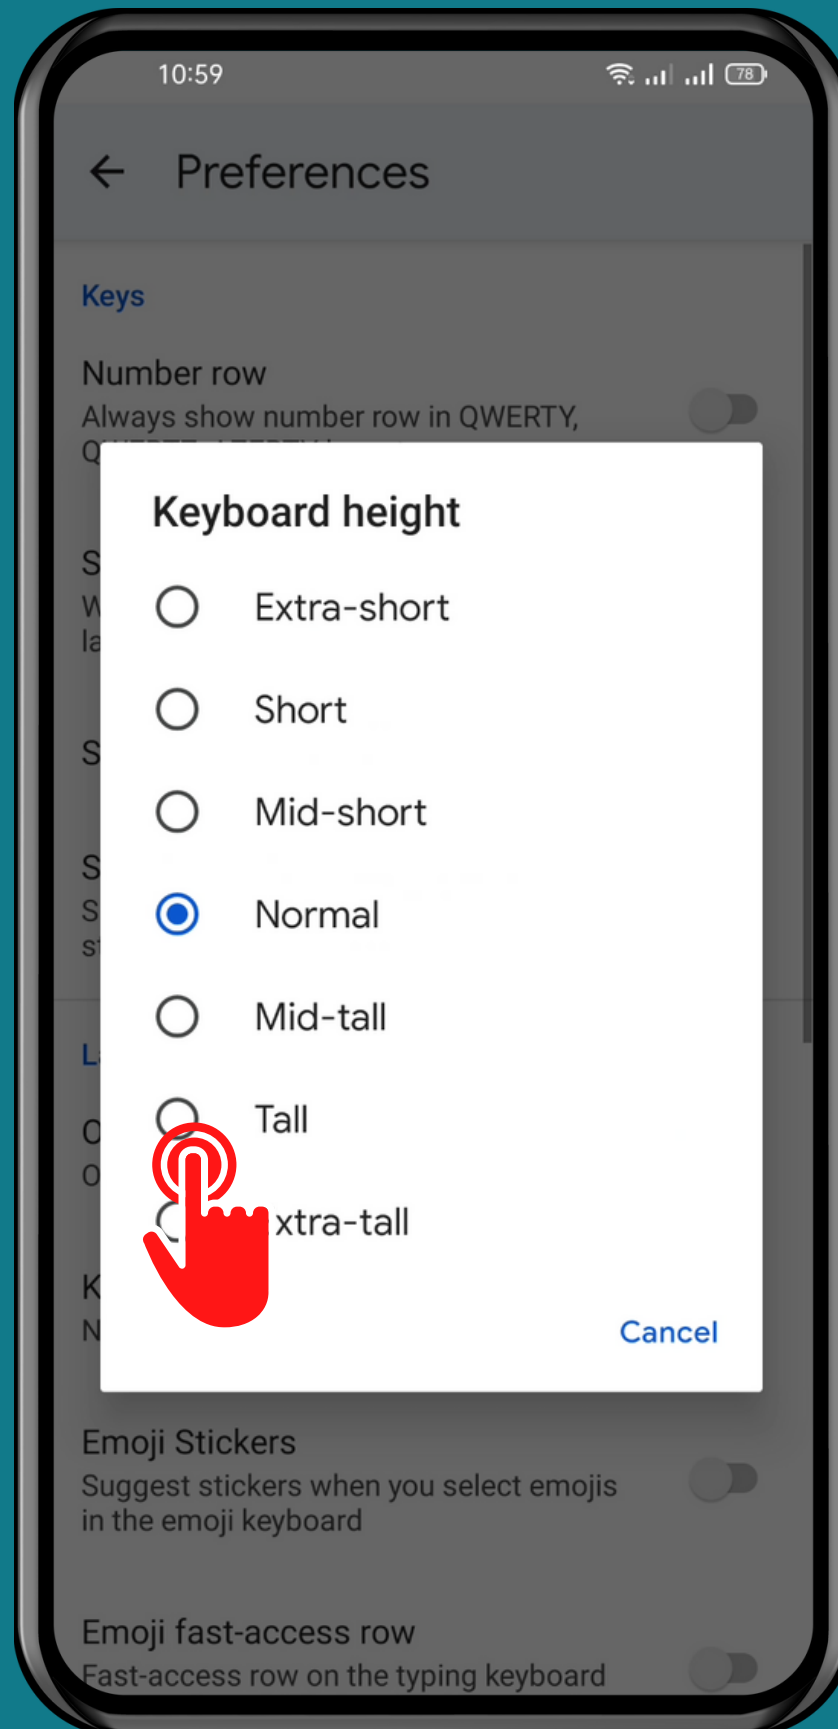 10:59
78
Preferences
Keys
Number row
Always show number row in QWERTY,
Keyboard height
Extra-short
Short
Mid-short
Normal
Mid-tall
Tall
xtra-tall
Cancel
Emoji Stickers
Suggest stickers when you select emojis
in the emoji keyboard
Emoji fast-access row
Fast-access row on the typing keyboard